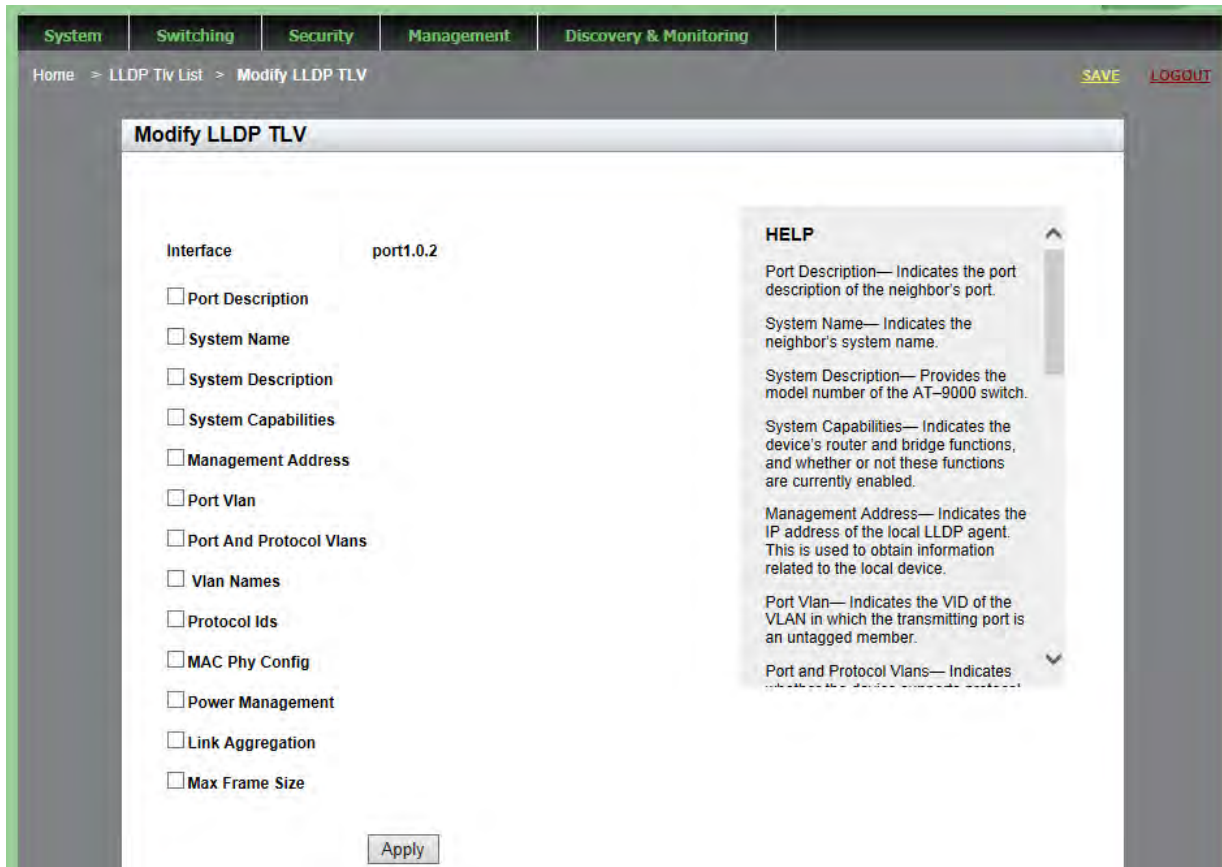 System Switching Security Management Discovery & Monitoring
Home > LLDP Tlv List > Modify LLDP TLV SAVE LOGOUT
Modify LLDP TLV
Interface port1.0.2
Port Description
System Name
System Description
System Capabilities
Management Address
Port Vlan
Port And Protocol Vlans
Vlan Names
Protocol Ids
MAC Phy Config
Power Management
Link Aggregation
Max Frame Size
Apply
HELP
Port Description— Indicates the port
description of the neighbor's port.
System Name— Indicates the
neighbor's system name.
System Description— Provides the
model number of the AT–9000 switch.
System Capabilities— Indicates the
device's router and bridge functions,
and whether or not these functions
are currently enabled.
Management Address— Indicates the
IP address of the local LLDP agent.
This is used to obtain information
related to the local device.
Port Vlan— Indicates the VID of the
VLAN in which the transmitting port is
an untagged member.
Port and Protocol Vlans— Indicates